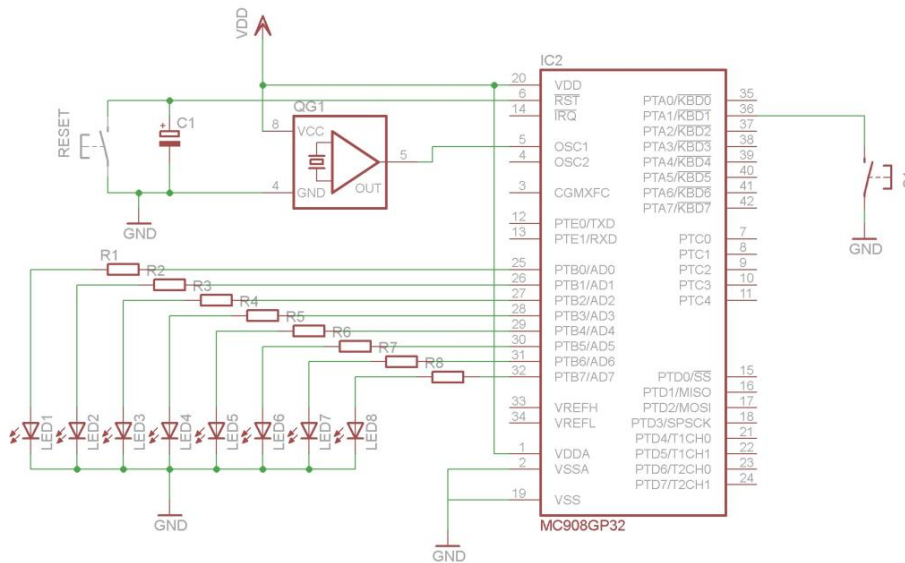 VDD
RESET
C1
+
GND
QG1
8
VCC
4
GND
OUT
5
IC2
20 VDD
6 RST
14 IRQ
5 OSC1
4 OSC2
3 CGMXFC
12 PTE0/TXD
13 PTE1/RXD
25 PTB0/AD0
26 PTB1/AD1
27 PTB2/AD2
28 PTB3/AD3
29 PTB4/AD4
30 PTB5/AD5
31 PTB6/AD6
32 PTB7/AD7
33 VREFH
34 VREFL
1 VDDA
2 VSSA
19 VSS
PTA0/KBD0 35
PTA1/KBD1 36
PTA2/KBD2 37
PTA3/KBD3 38
PTA4/KBD4 39
PTA5/KBD5 40
PTA6/KBD6 41
PTA7/KBD7 42
PTC0 7
PTC1 8
PTC2 9
PTC3 10
PTC4 11
PTD0/SS 15
PTD1/MISO 16
PTD2/MOSI 17
PTD3/SPSCK 18
PTD4/T1CH0 21
PTD5/T1CH1 22
PTD6/T2CH0 23
PTD7/T2CH1 24
MC908GP32
GND
R1
R2
R3
R4
R5
R6
R7
R8
LED1
LED2
LED3
LED4
LED5
LED6
LED7
LED8
GND
GND